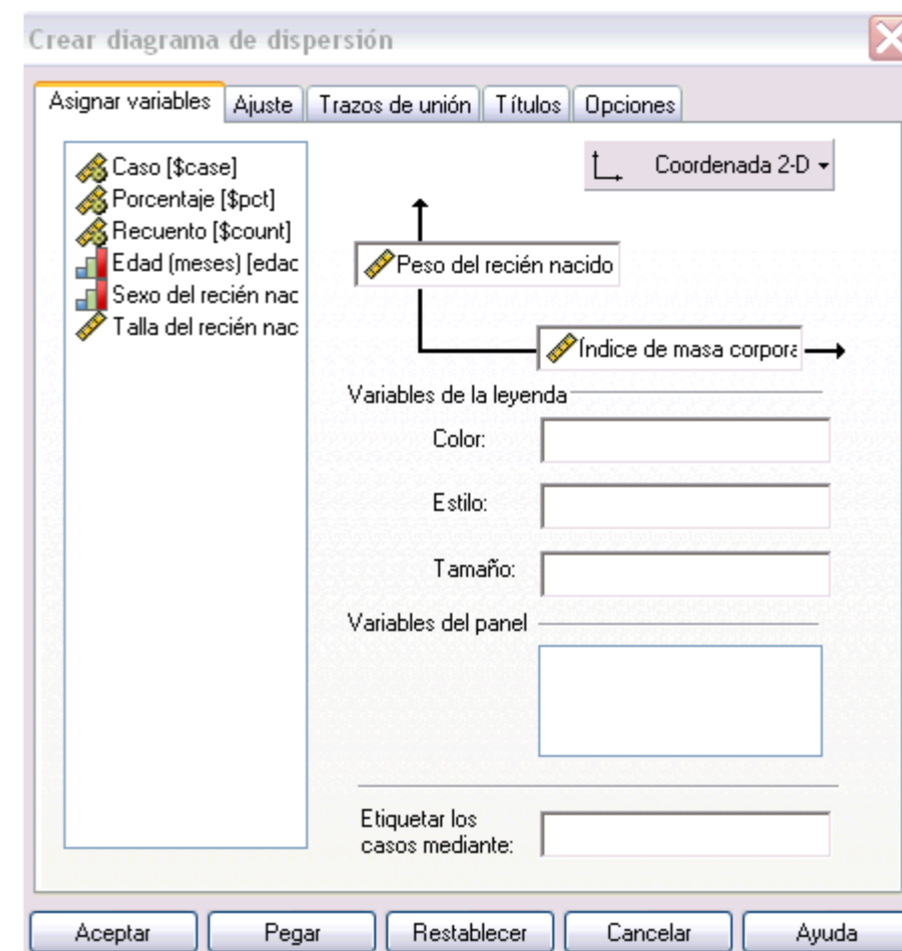 Crear diagrama de dispersión
Asignar variables
Ajuste
Trazos de unión
Títulos
Opciones
Caso [$case]
Porcentaje [$pct]
Recuento [$count]
Edad (meses) [edac
Sexo del recién nac
Talla del recién nac
Coordenada 2-D
Peso del recién nacido
Índice de masa corpora
Variables de la leyenda
Color:
Estilo:
Tamaño:
Variables del panel
Etiquetar los
casos mediante:
Aceptar
Pegar
Restablecer
Cancelar
Ayuda